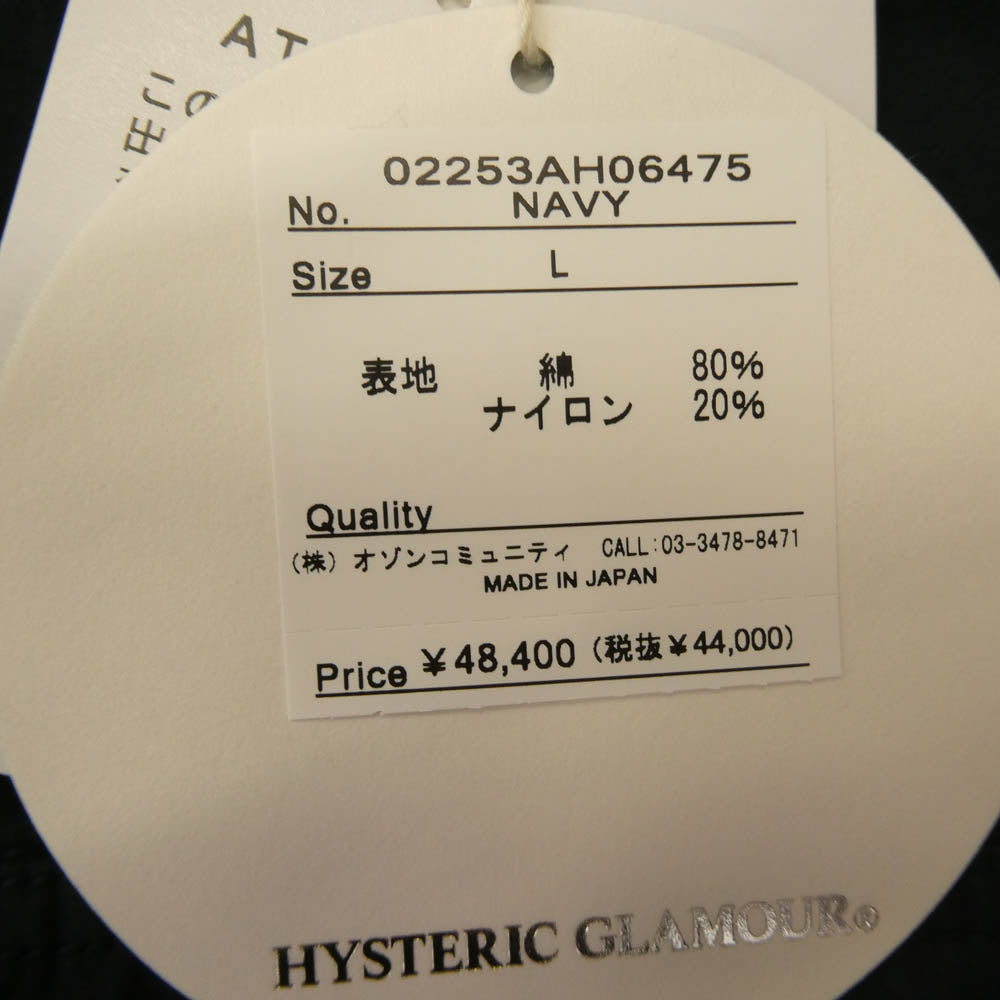 AT
02253AH06475
No. NAVY
Size L
表地 綿 80%
ナイロン 20%
Quality
(株) オゾンコミュニティ CALL:03-3478-8471
MADE IN JAPAN
Price ¥48,400 (税抜¥44,000)
HYSTERIC GLAMOUR®